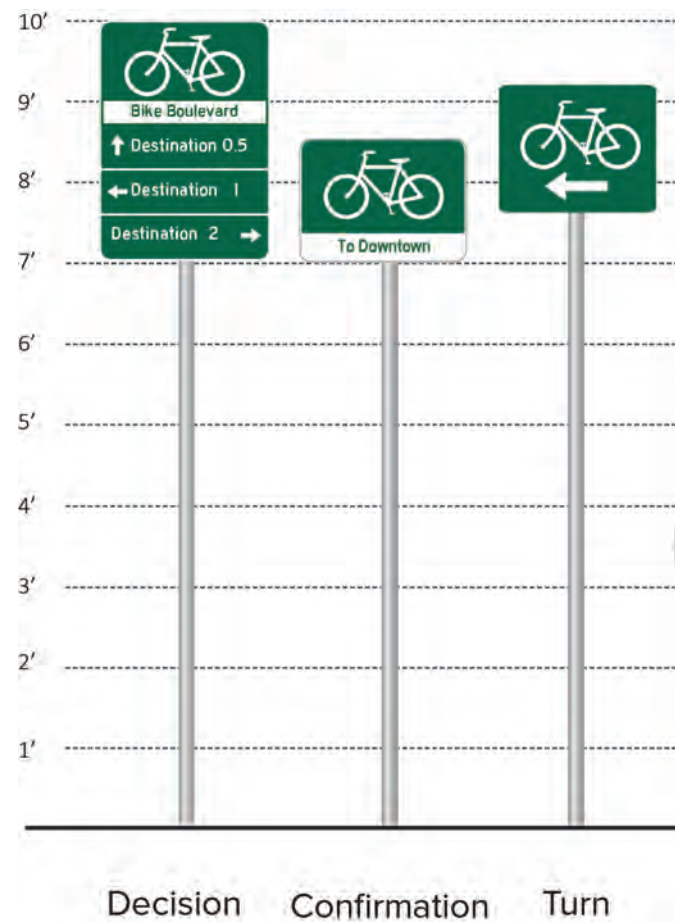 10′
9′
8′
7′
6′
5′
4′
3′
2′
1′
Bike Boulevard
Destination 0.5
Destination 1
Destination 2
To Downtown
Decision Confirmation Turn